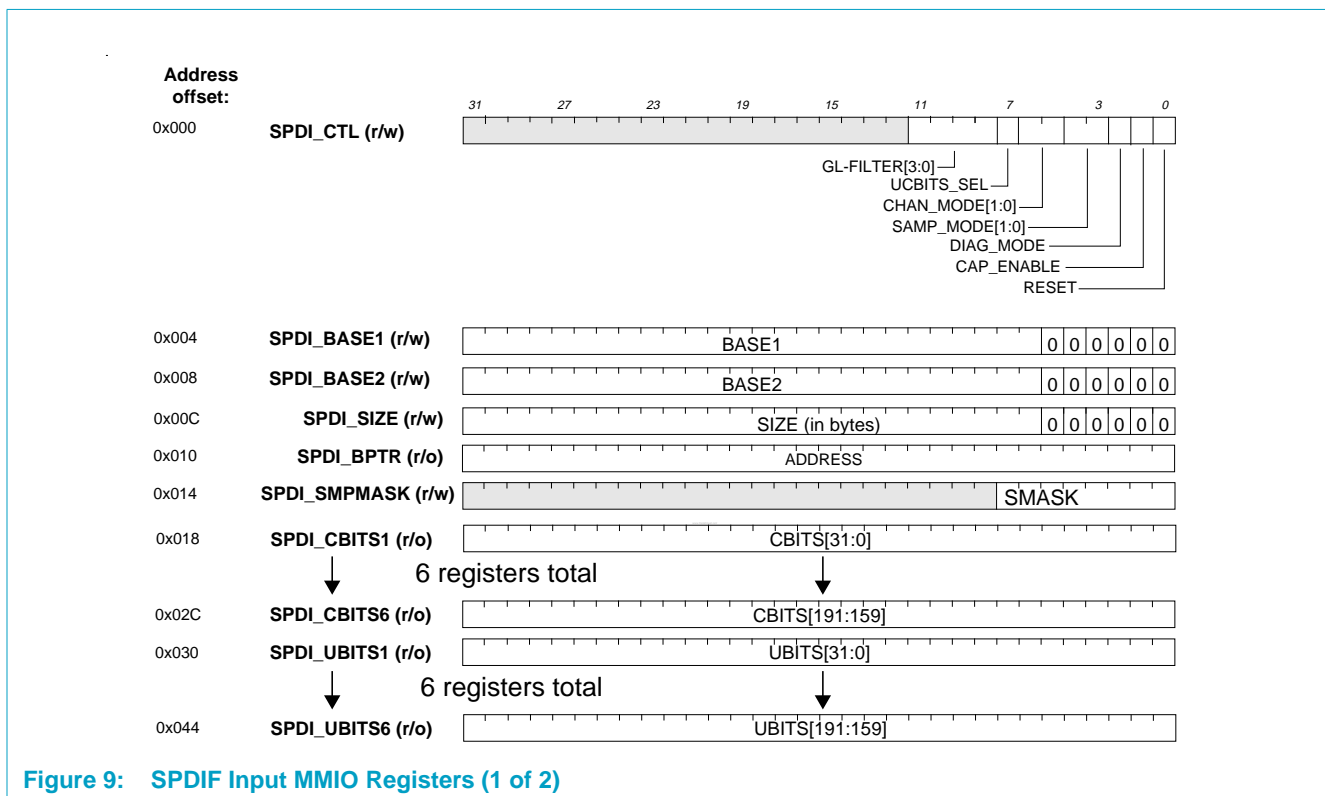 Address
offset:
31 27 23 19 15 11 7 3 0
0x000 SPDI_CTL (r/w)
GL-FILTER[3:0]
UCBITS_SEL
CHAN_MODE[1:0]
SAMP_MODE[1:0]
DIAG_MODE
CAP_ENABLE
RESET
0x004 SPDI_BASE1 (r/w) BASE1 0 0 0 0 0 0
0x008 SPDI_BASE2 (r/w) BASE2 0 0 0 0 0 0
0x00C SPDI_SIZE (r/w) SIZE (in bytes) 0 0 0 0 0 0
0x010 SPDI_BPTR (r/o) ADDRESS
0x014 SPDI_SMPMASK (r/w) SMASK
0x018 SPDI_CBITS1 (r/o) CBITS[31:0]
6 registers total
0x02C SPDI_CBITS6 (r/o) CBITS[191:159]
0x030 SPDI_UBITS1 (r/o) UBITS[31:0]
6 registers total
0x044 SPDI_UBITS6 (r/o) UBITS[191:159]
Figure 9: SPDIF Input MMIO Registers (1 of 2)